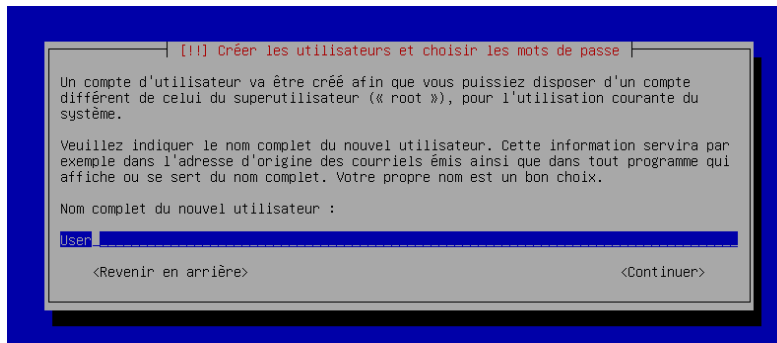 [!!] Créer les utilisateurs et choisir les mots de passe
Un compte d'utilisateur va être créé afin que vous puissiez disposer d'un compte
différent de celui du superutilisateur (« root »), pour l'utilisation courante du
système.
Veuillez indiquer le nom complet du nouvel utilisateur. Cette information servira par
exemple dans l'adresse d'origine des courriels émis ainsi que dans tout programme qui
affiche ou se sert du nom complet. Votre propre nom est un bon choix.
Nom complet du nouvel utilisateur :
User
<Revenir en arrière> <Continuer>